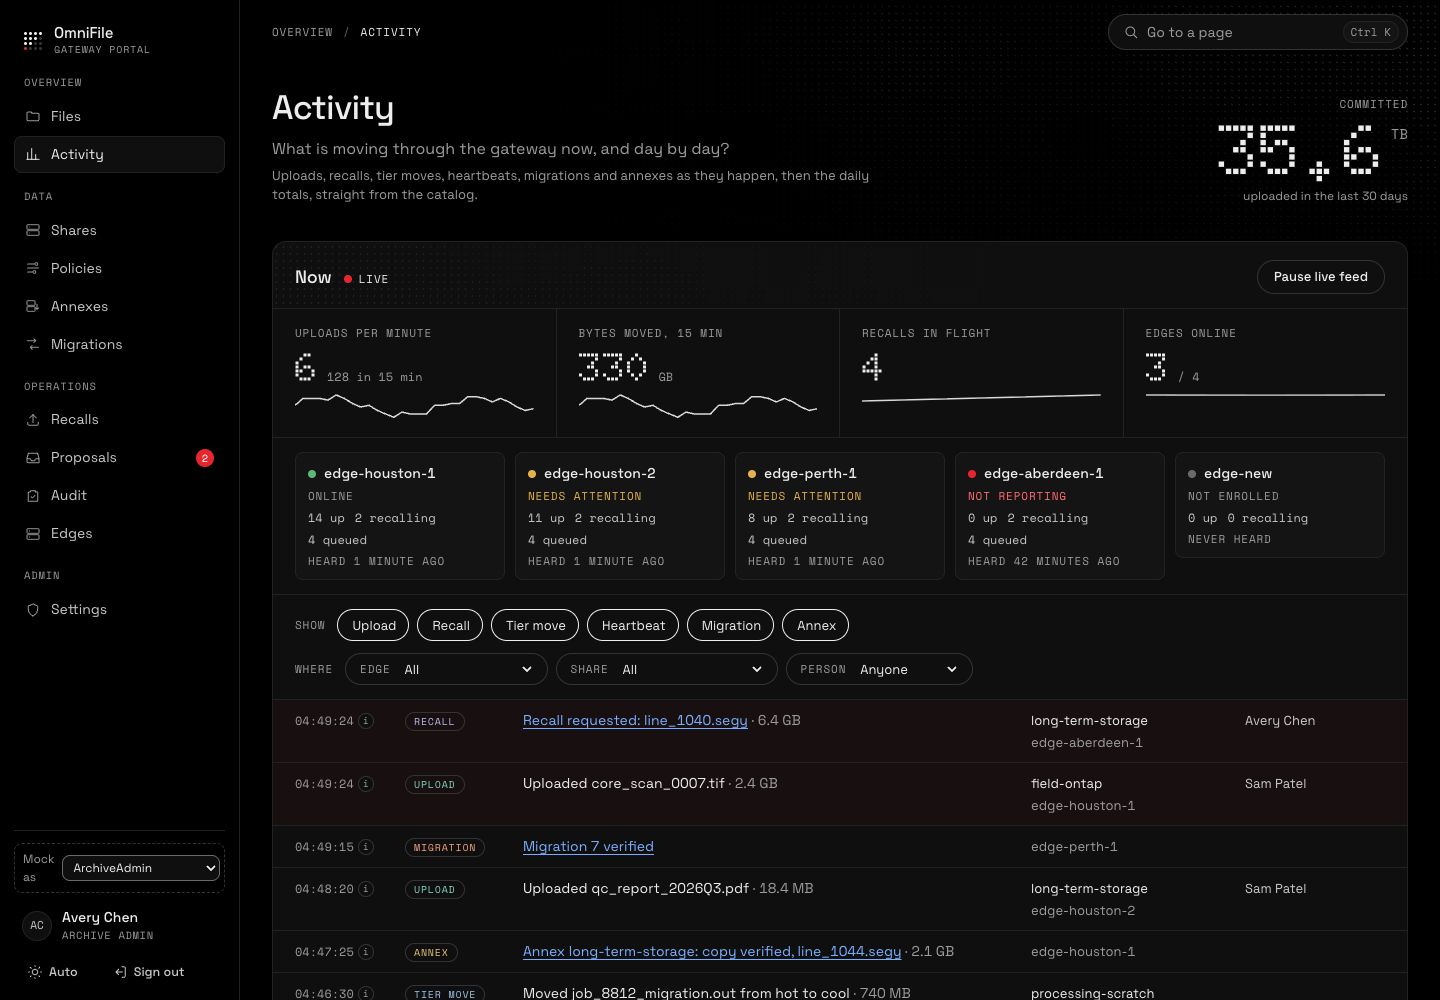 OmniFile
GATEWAY PORTAL
OVERVIEW
Files
Activity
DATA
Shares
Policies
Annexes
Migrations
OPERATIONS
Recalls
Proposals 2
Audit
Edges
ADMIN
Settings
Mock as
ArchiveAdmin
AC
Avery Chen
ARCHIVE ADMIN
Auto
Sign out
OVERVIEW / ACTIVITY
Go to a page
Ctrl K
Activity
What is moving through the gateway now, and day by day?
Uploads, recalls, tier moves, heartbeats, migrations and annexes as they happen, then the daily
totals, straight from the catalog.
COMMITTED
35,6 TB
uploaded in the last 30 days
Now LIVE
Pause live feed
UPLOADS PER MINUTE
6 128 in 15 min
BYTES MOVED, 15 MIN
330 GB
RECALLS IN FLIGHT
4
EDGES ONLINE
3 / 4
edge-houston-1
ONLINE
14 up 2 recalling
4 queued
HEARD 1 MINUTE AGO
edge-houston-2
NEEDS ATTENTION
11 up 2 recalling
4 queued
HEARD 1 MINUTE AGO
edge-perth-1
NEEDS ATTENTION
8 up 2 recalling
4 queued
HEARD 1 MINUTE AGO
edge-aberdeen-1
NOT REPORTING
0 up 2 recalling
4 queued
HEARD 42 MINUTES AGO
edge-new
NOT ENROLLED
0 up 0 recalling
NEVER HEARD
SHOW Upload Recall Tier move Heartbeat Migration Annex
WHERE EDGE All SHARE All PERSON Anyone
04:49:24 i RECALL Recall requested: line_1040.segy · 6.4 GB long-term-storage Avery Chen
edge-aberdeen-1
04:49:24 i UPLOAD Uploaded core_scan_0007.tif · 2.4 GB field-ontap Sam Patel
edge-houston-1
04:49:15 i MIGRATION Migration 7 verified edge-perth-1
04:48:20 i UPLOAD Uploaded qc_report_2026Q3.pdf · 18.4 MB long-term-storage Sam Patel
edge-houston-2
04:47:25 i ANNEX Annex long-term-storage: copy verified, line_1044.segy · 2.1 GB edge-houston-1
04:46:30 i TIER MOVE Moved job_8812_migration.out from hot to cool · 740 MB processing-scratch